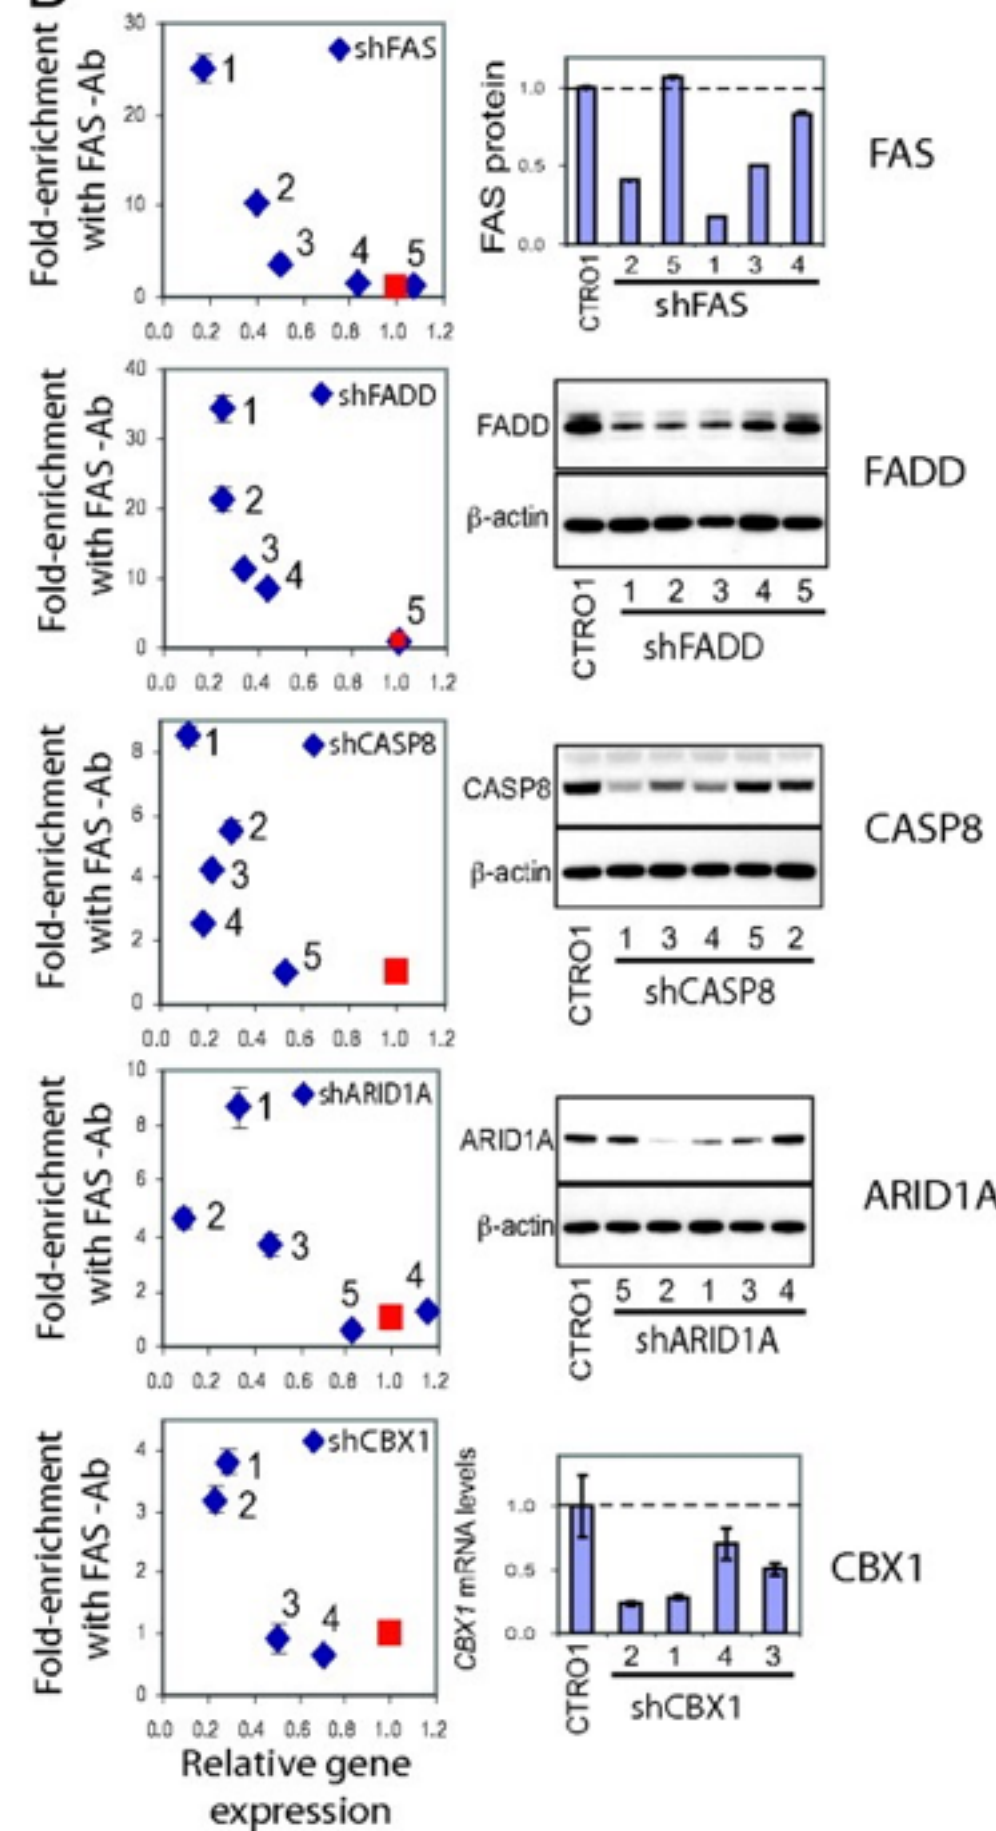 Fold-enrichment
with FAS -Ab
30
20
10
0
shFAS
1
2
3
4
5
0.0 0.2 0.4 0.6 0.8 1.0 1.2
FAS protein
1.0
0.5
0.0
CTRO1
2 5 1 3 4
shFAS
FAS
Fold-enrichment
with FAS -Ab
40
30
20
10
0
shFADD
1
2
3
4
5
0.0 0.2 0.4 0.6 0.8 1.0 1.2
FADD
β-actin
CTRO1
1 2 3 4 5
shFADD
FADD
Fold-enrichment
with FAS -Ab
8
6
4
2
0
shCASP8
1
2
3
4
5
0.0 0.2 0.4 0.6 0.8 1.0 1.2
CASP8
β-actin
CTRO1
1 3 4 5 2
shCASP8
CASP8
Fold-enrichment
with FAS -Ab
10
8
6
4
2
0
shARID1A
1
2
3
5
4
0.0 0.2 0.4 0.6 0.8 1.0 1.2
ARID1A
β-actin
CTRO1
5 2 1 3 4
shARID1A
ARID1A
Fold-enrichment
with FAS -Ab
4
3
2
1
0
shCBX1
1
2
3
4
0.0 0.2 0.4 0.6 0.8 1.0 1.2
Relative gene
expression
CBX1 mRNA levels
1.0
0.5
0.0
CTRO1
2 1 4 3
shCBX1
CBX1